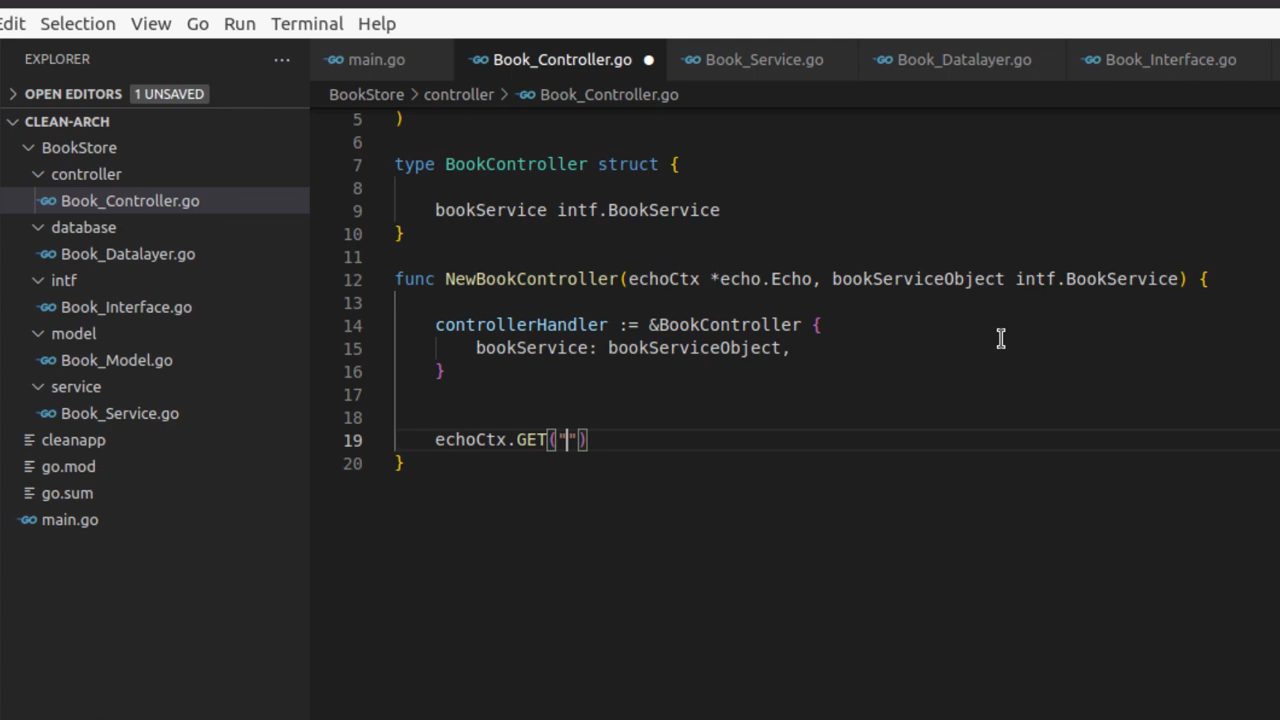 Edit Selection View Go Run Terminal Help
EXPLORER ···
main.go Book_Controller.go Book_Service.go Book_Datalayer.go Book_Interface.go
OPEN EDITORS 1 UNSAVED
BookStore > controller > Book_Controller.go
CLEAN-ARCH
BookStore
controller
Book_Controller.go
database
Book_Datalayer.go
intf
Book_Interface.go
model
Book_Model.go
service
Book_Service.go
cleanapp
go.mod
go.sum
main.go
5 )
6
7 type BookController struct {
8
9 bookService intf.BookService
10 }
11
12 func NewBookController(echoCtx *echo.Echo, bookServiceObject intf.BookService) {
13
14 controllerHandler := &BookController {
15 bookService: bookServiceObject,
16 }
17
18
19 echoCtx.GET("")
20 }